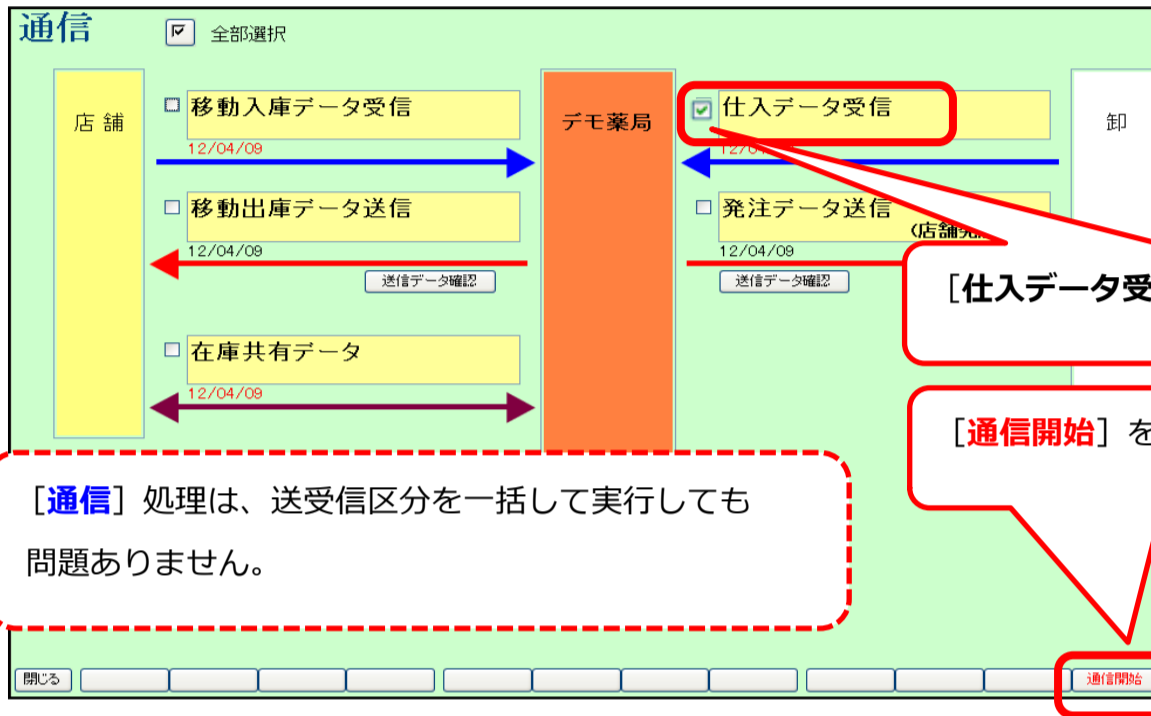 通信
全部選択
店舗
移動入庫データ受信
12/04/09
移動出庫データ送信
12/04/09
送信データ確認
在庫共有データ
12/04/09
デモ薬局
仕入データ受信
発注データ送信
12/04/09
送信データ確認
卸
［仕入データ受
［通信開始］を
［通信］処理は、送受信区分を一括して実行しても
問題ありません。
閉じる
通信開始